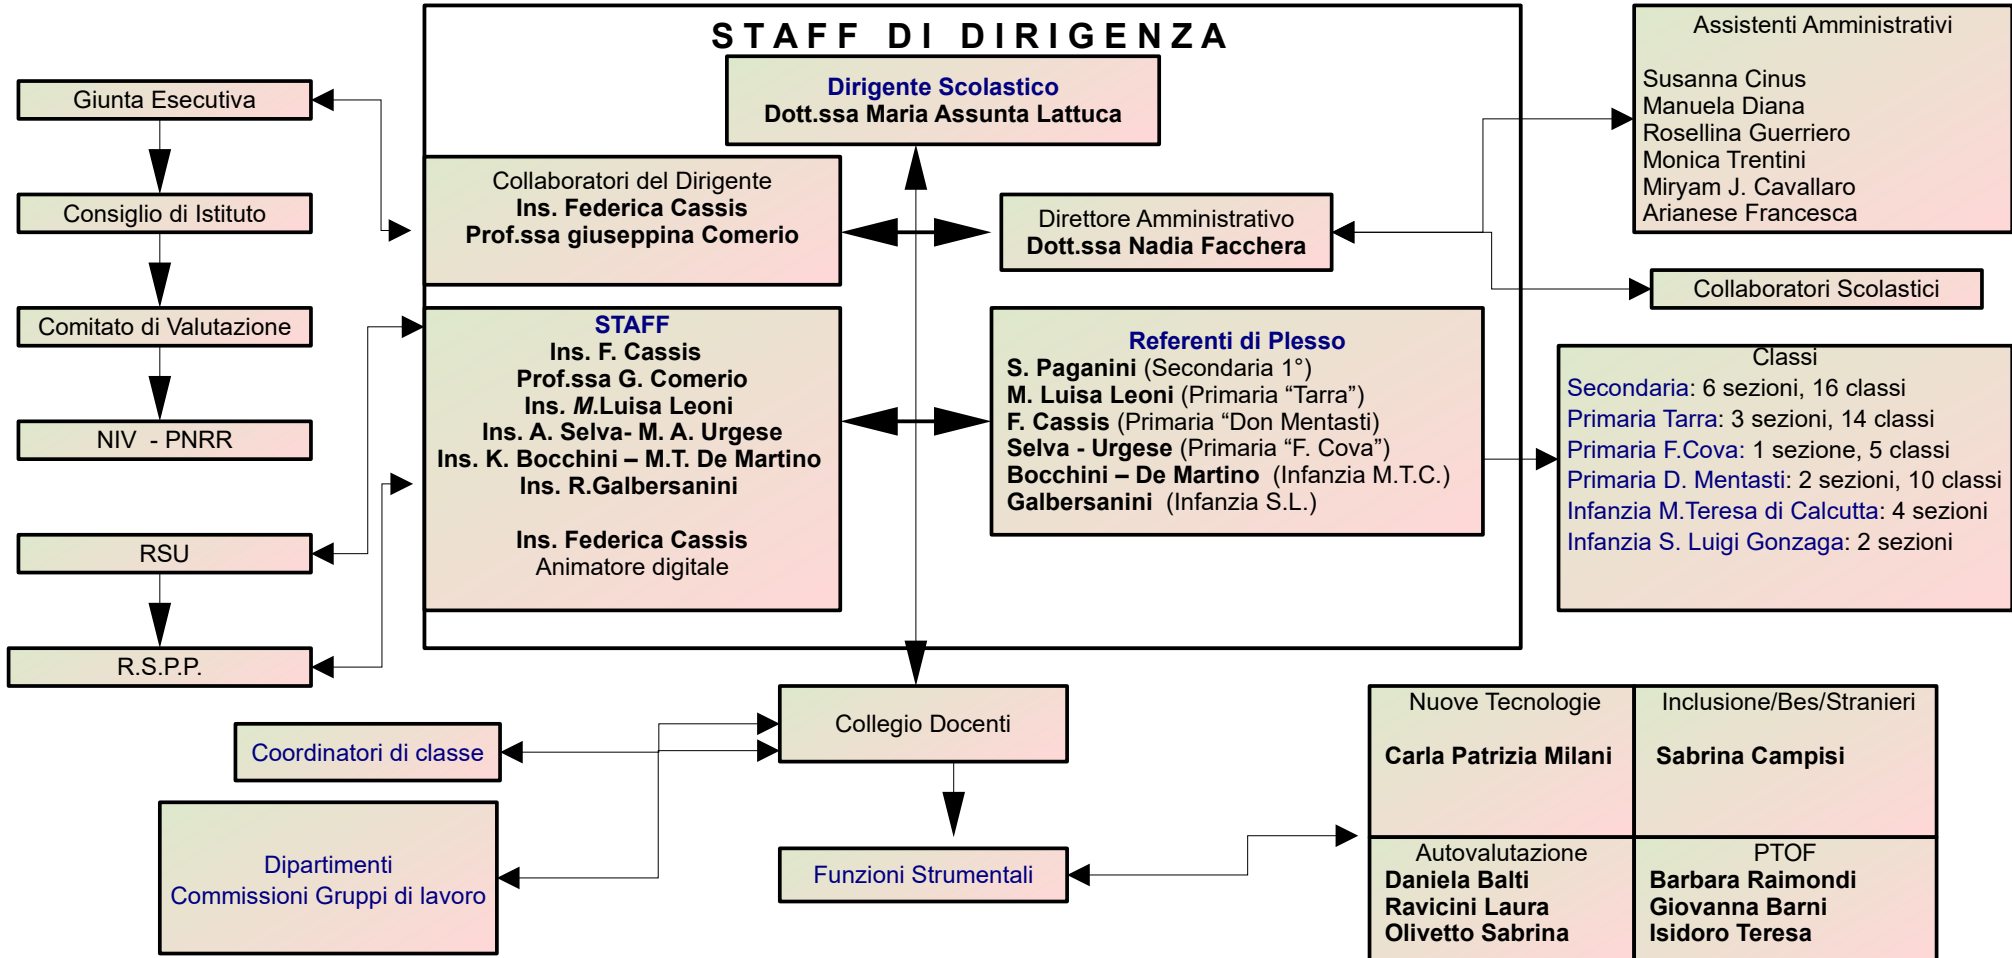 STAFF DI DIRIGENZA
Dirigente Scolastico
Dott.ssa Maria Assunta Lattuca
Giunta Esecutiva
Consiglio di Istituto
Comitato di Valutazione
NIV - PNRR
RSU
R.S.P.P.
Collaboratori del Dirigente
Ins. Federica Cassis
Prof.ssa giuseppina Comerio
Direttore Amministrativo
Dott.ssa Nadia Facchera
Assistenti Amministrativi
Susanna Cinus
Manuela Diana
Rosellina Guerriero
Monica Trentini
Miryam J. Cavallaro
Arianese Francesca
Collaboratori Scolastici
STAFF
Ins. F. Cassis
Prof.ssa G. Comerio
Ins. M.Luisa Leoni
Ins. A. Selva- M. A. Urgese
Ins. K. Bocchini – M.T. De Martino
Ins. R.Galbersanini
Ins. Federica Cassis
Animatore digitale
Referenti di Plesso
S. Paganini (Secondaria 1°)
M. Luisa Leoni (Primaria “Tarra”)
F. Cassis (Primaria “Don Mentasti)
Selva - Urgese (Primaria “F. Cova”)
Bocchini – De Martino (Infanzia M.T.C.)
Galbersanini (Infanzia S.L.)
Classi
Secondaria: 6 sezioni, 16 classi
Primaria Tarra: 3 sezioni, 14 classi
Primaria F.Cova: 1 sezione, 5 classi
Primaria D. Mentasti: 2 sezioni, 10 classi
Infanzia M.Teresa di Calcutta: 4 sezioni
Infanzia S. Luigi Gonzaga: 2 sezioni
Collegio Docenti
Coordinatori di classe
Dipartimenti
Commissioni Gruppi di lavoro
Funzioni Strumentali
Nuove Tecnologie
Carla Patrizia Milani
Inclusione/Bes/Stranieri
Sabrina Campisi
Autovalutazione
Daniela Balti
Ravicini Laura
Olivetto Sabrina
PTOF
Barbara Raimondi
Giovanna Barni
Isidoro Teresa